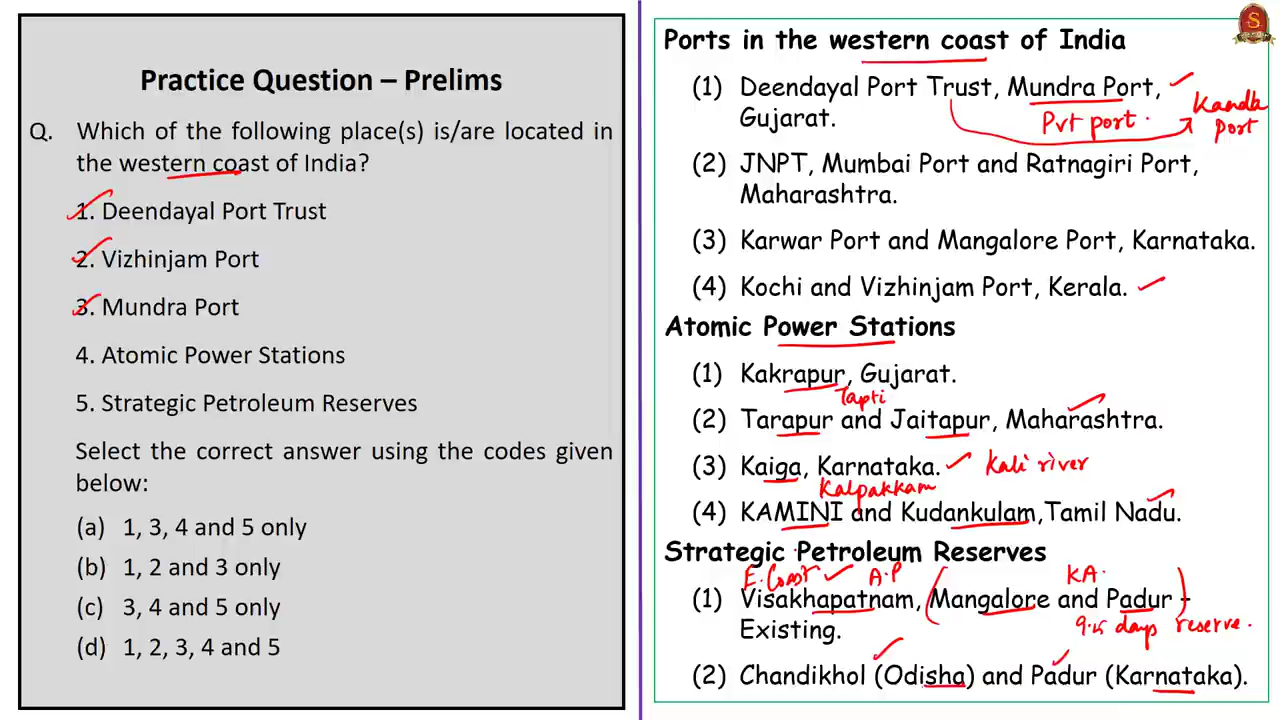 Practice Question – Prelims
Q. Which of the following place(s) is/are located in
the western coast of India?
1. Deendayal Port Trust
2. Vizhinjam Port
3. Mundra Port
4. Atomic Power Stations
5. Strategic Petroleum Reserves
Select the correct answer using the codes given
below:
(a) 1, 3, 4 and 5 only
(b) 1, 2 and 3 only
(c) 3, 4 and 5 only
(d) 1, 2, 3, 4 and 5
Ports in the western coast of India
(1) Deendayal Port Trust, Mundra Port,
Kandla
Gujarat.
Pvt port.
port
(2) JNPT, Mumbai Port and Ratnagiri Port,
Maharashtra.
(3) Karwar Port and Mangalore Port, Karnataka.
(4) Kochi and Vizhinjam Port, Kerala.
Atomic Power Stations
(1) Kakrapur, Gujarat.
Tapti
(2) Tarapur and Jaitapur, Maharashtra.
(3) Kaiga, Karnataka. Kali river
Kalpakkam
(4) KAMINI and Kudankulam,Tamil Nadu.
Strategic Petroleum Reserves
E. Coast A.P KA.
(1) Visakhapatnam, (Mangalore and Padur) –
Existing.
days reserve.
(2) Chandikhol (Odisha) and Padur (Karnataka).
S